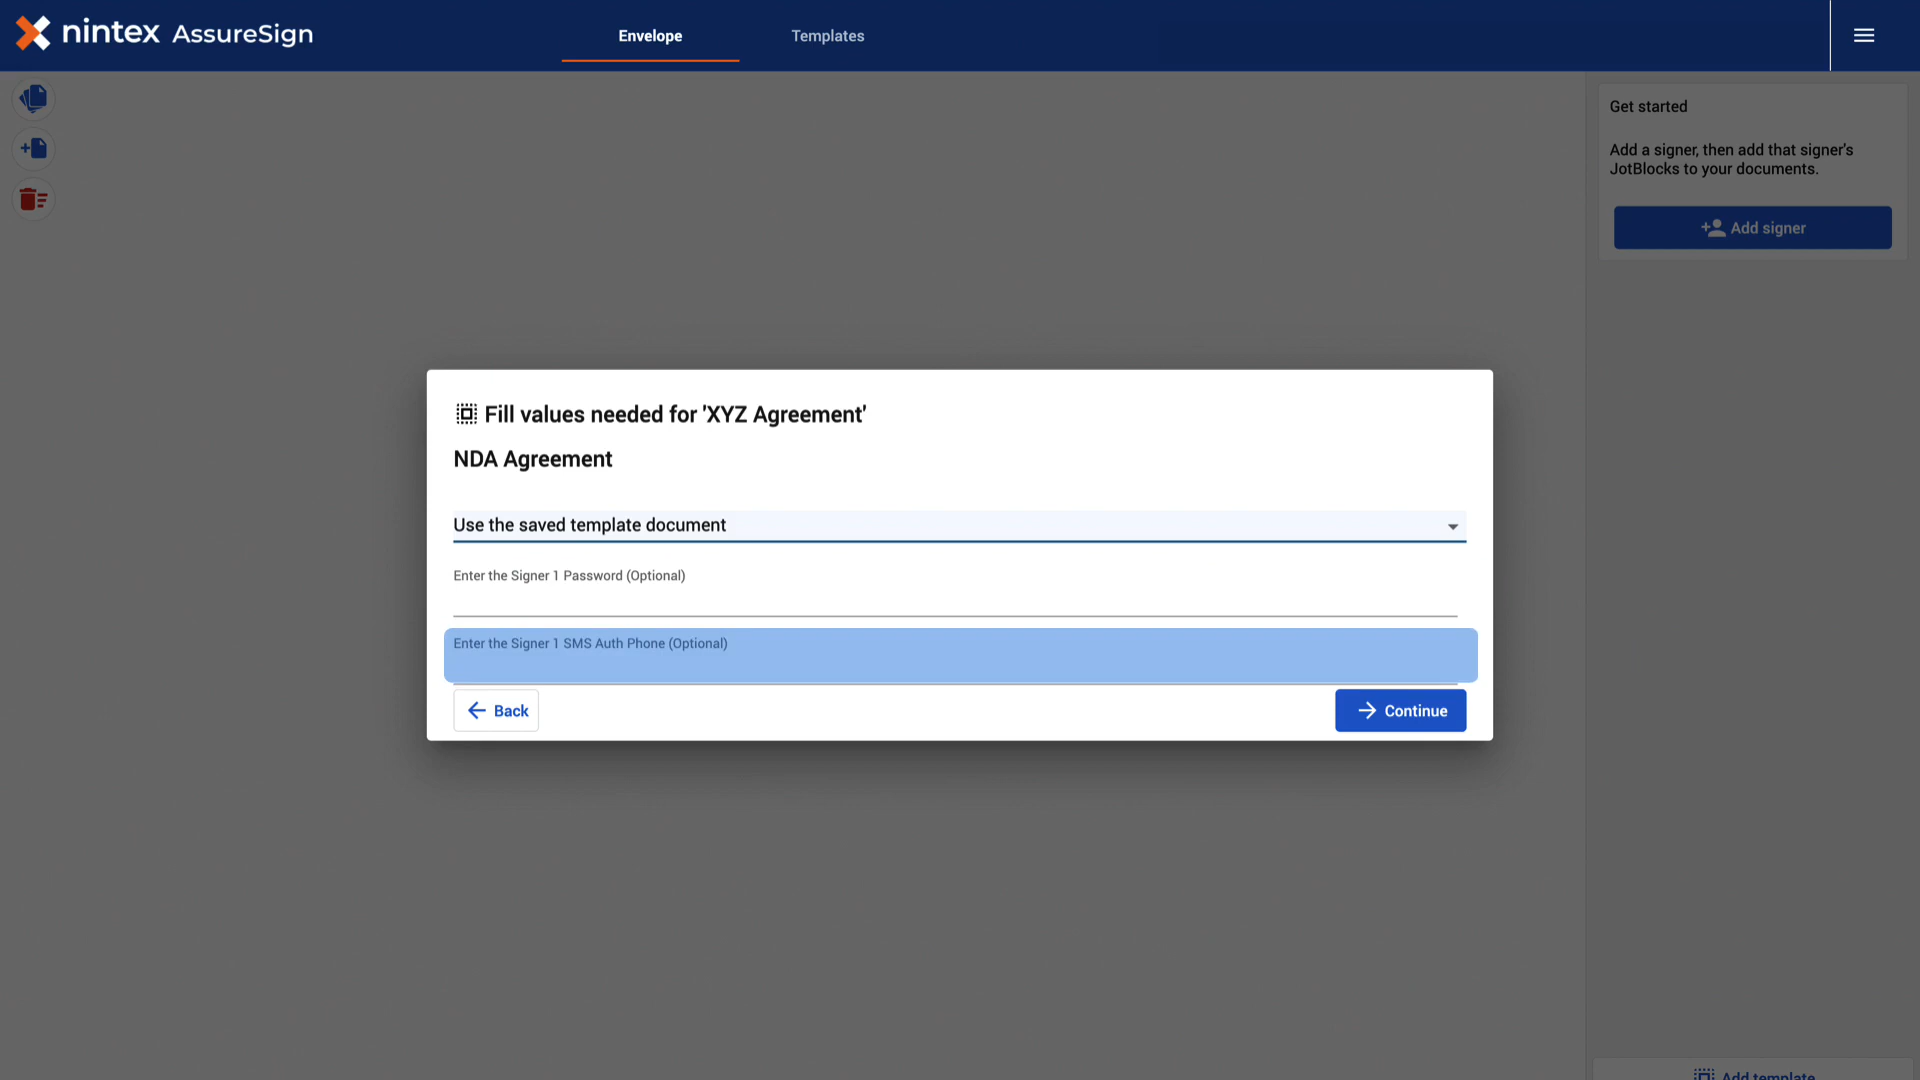 nintex AssureSign
Envelope
Templates
Get started
Add a signer, then add that signer's
JotBlocks to your documents.
Add signer
Fill values needed for 'XYZ Agreement'
NDA Agreement
Use the saved template document
Enter the Signer 1 Password (Optional)
Enter the Signer 1 SMS Auth Phone (Optional)
Back
Continue
Add template